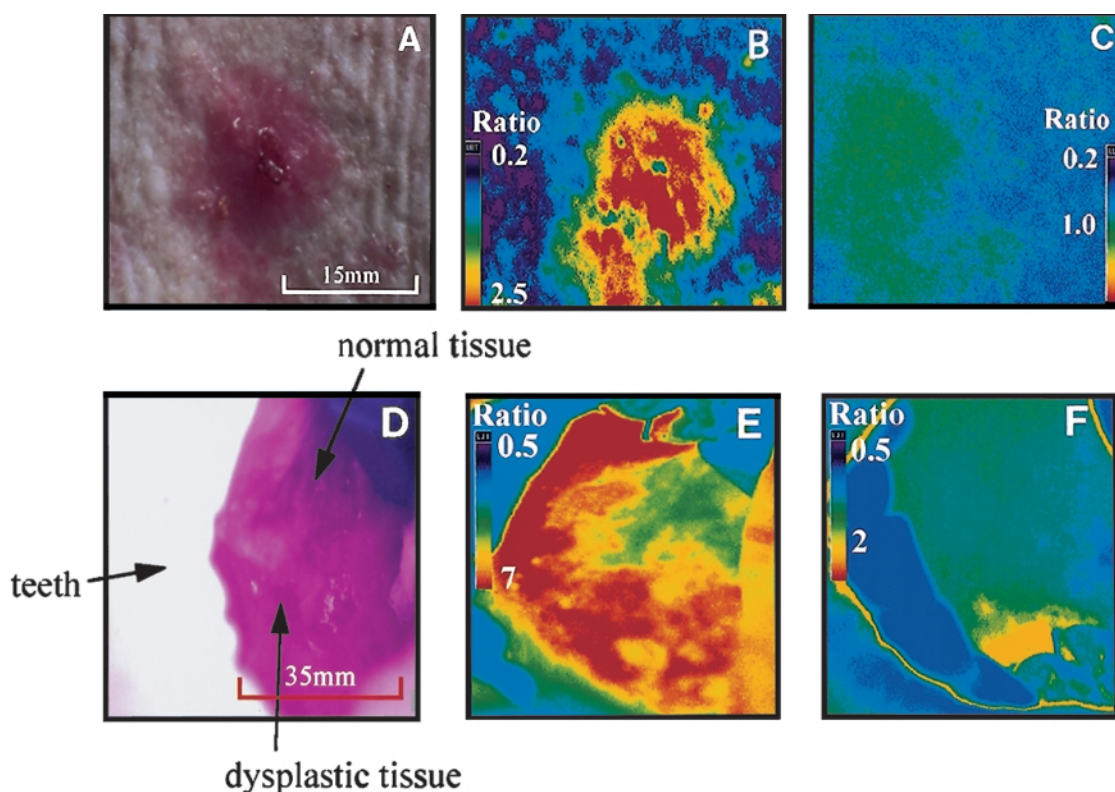 A
15mm
B
Ratio
0.2
2.5
C
Ratio
0.2
1.0
normal tissue
D
teeth
35mm
dysplastic tissue
E
Ratio
0.5
7
F
Ratio
0.5
2